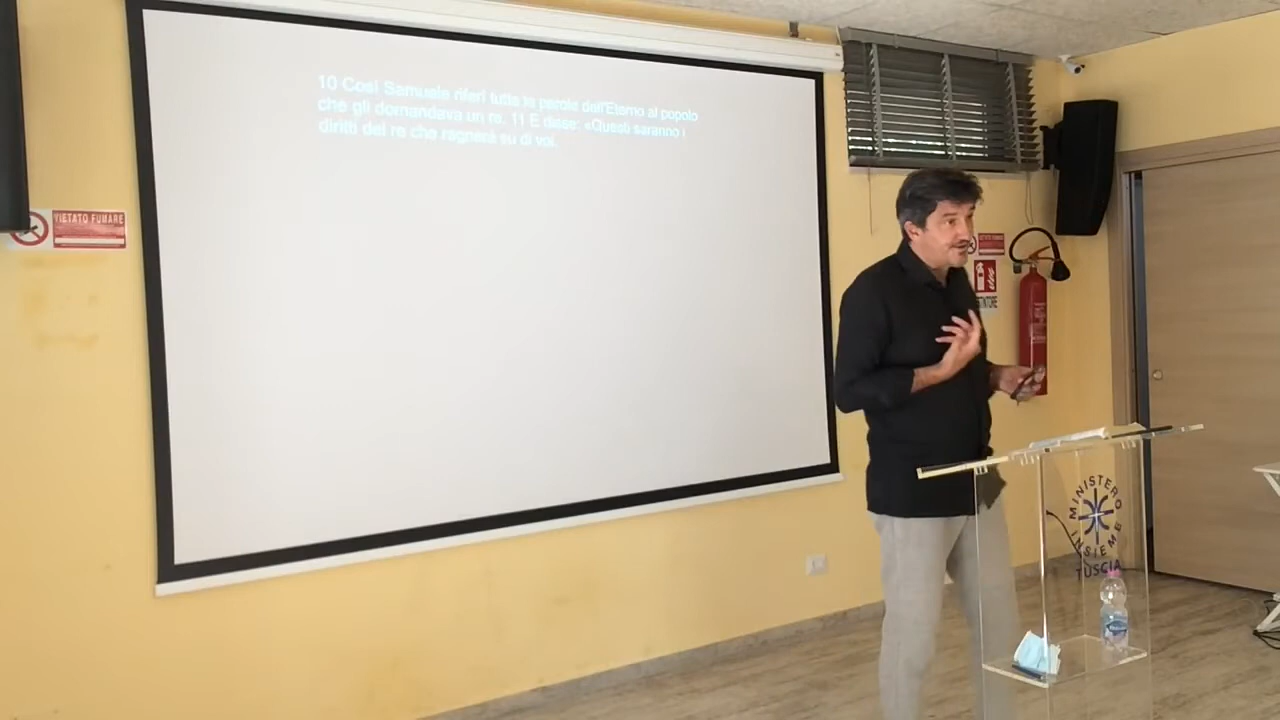 10 Così Samuele riferì tutte le parole dell'Eterno al popolo
che gli domandava un re. 11 E disse: «Questi saranno i
diritti del re che regnerà su di voi.
VIETATO FUMARE
MINISTERO
INSIEME
TUSCIA